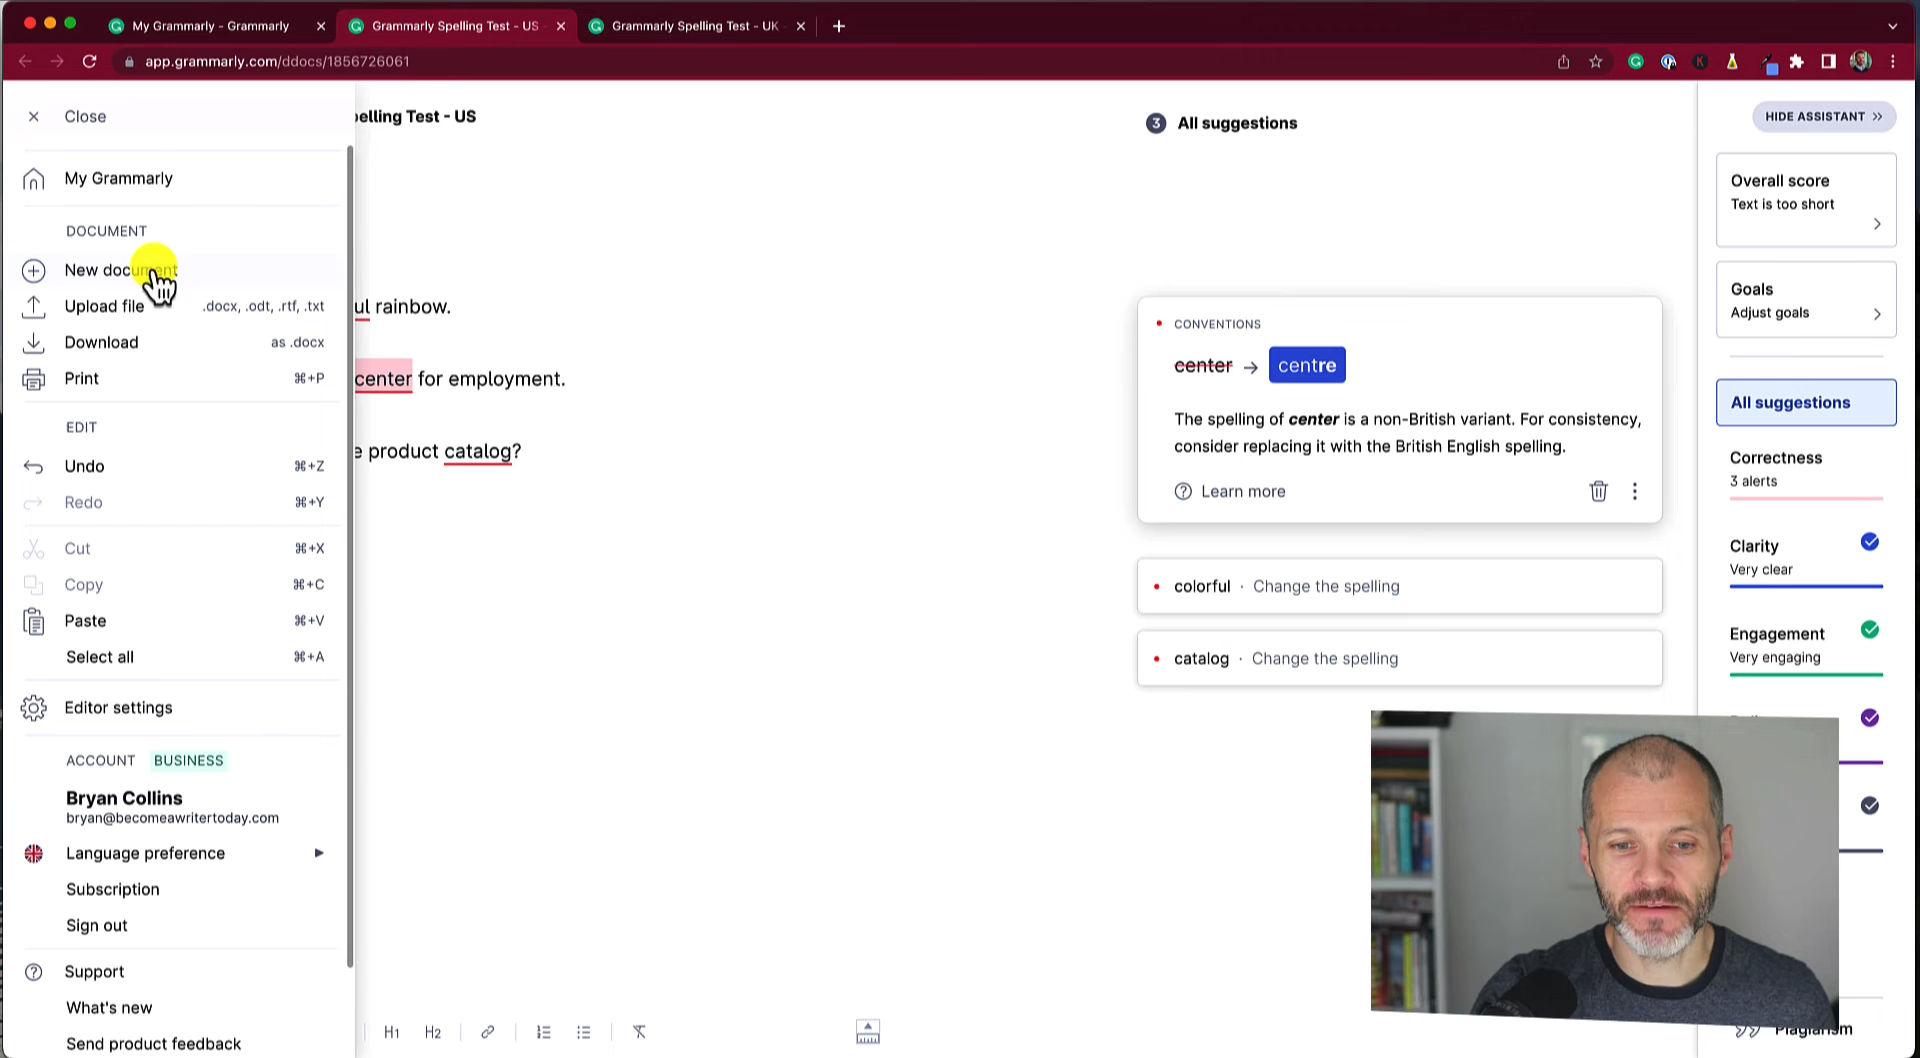 My Grammarly - Grammarly
Grammarly Spelling Test - US
Grammarly Spelling Test - UK
app.grammarly.com/ddocs/1856726061
Close
My Grammarly
DOCUMENT
New document
Upload file .docx, .odt, .rtf, .txt
Download as .docx
Print ⌘+P
EDIT
Undo ⌘+Z
Redo ⌘+Y
Cut ⌘+X
Copy ⌘+C
Paste ⌘+V
Select all ⌘+A
Editor settings
ACCOUNT BUSINESS
Bryan Collins
bryan@becomeawritertoday.com
Language preference
Subscription
Sign out
Support
What's new
Send product feedback
elling Test - US
ul rainbow.
center for employment.
e product catalog?
H1 H2
3 All suggestions
CONVENTIONS
center → centre
The spelling of center is a non-British variant. For consistency,
consider replacing it with the British English spelling.
Learn more
colorful · Change the spelling
catalog · Change the spelling
HIDE ASSISTANT
Overall score
Text is too short
Goals
Adjust goals
All suggestions
Correctness
3 alerts
Clarity
Very clear
Engagement
Very engaging
Plagiarism